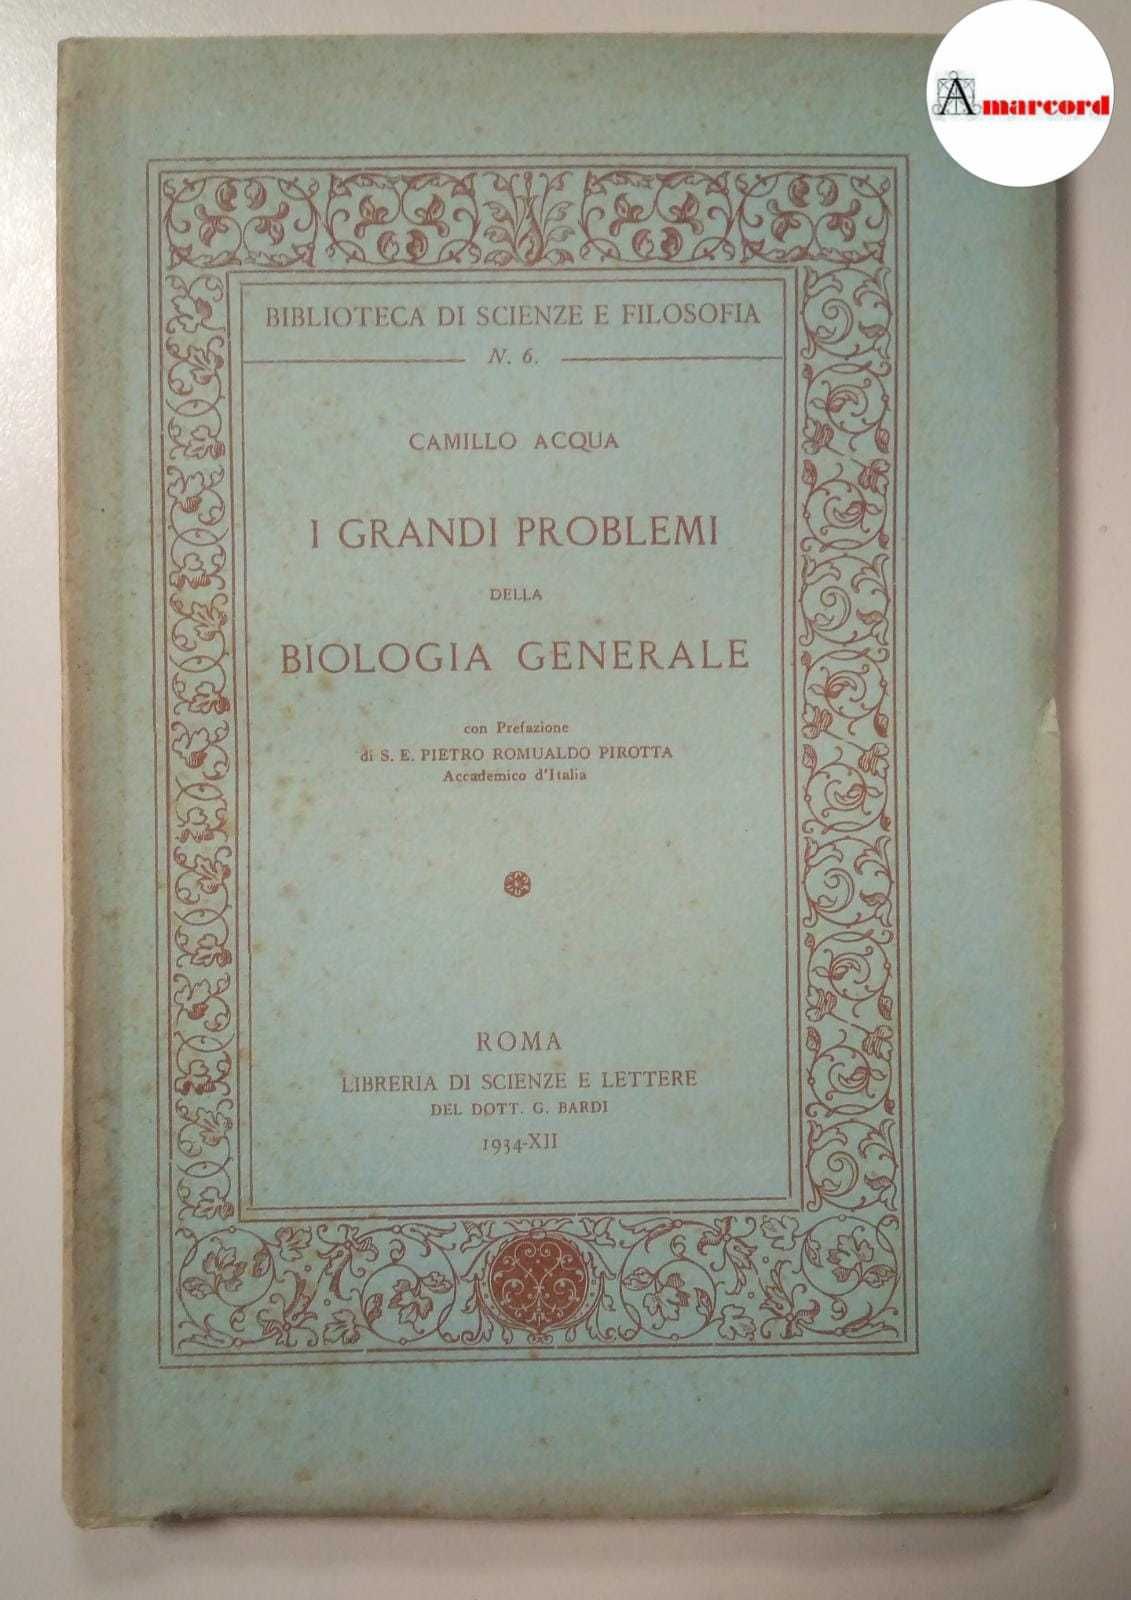 Amarcord
BIBLIOTECA DI SCIENZE E FILOSOFIA
N. 6.
CAMILLO ACQUA
I GRANDI PROBLEMI
DELLA
BIOLOGIA GENERALE
con Prefazione
di S. E. PIETRO ROMUALDO PIROTTA
Accademico d'Italia
ROMA
LIBRERIA DI SCIENZE E LETTERE
DEL DOTT. G. BARDI
1934-XII